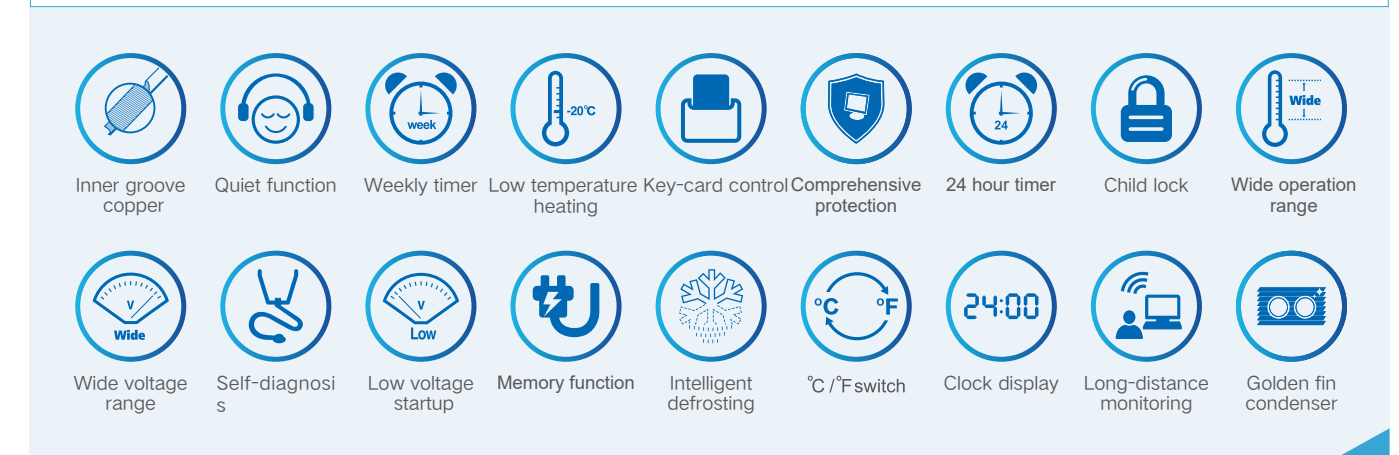 week
-20°C
24
Wide
Inner groove
copper
Quiet function
Weekly timer
Low temperature
heating
Key-card control
Comprehensive
protection
24 hour timer
Child lock
Wide operation
range
V
Wide
V
Low
°C
°F
24:00
Wide voltage
range
Self-diagnosi
s
Low voltage
startup
Memory function
Intelligent
defrosting
°C /°F switch
Clock display
Long-distance
monitoring
Golden fin
condenser